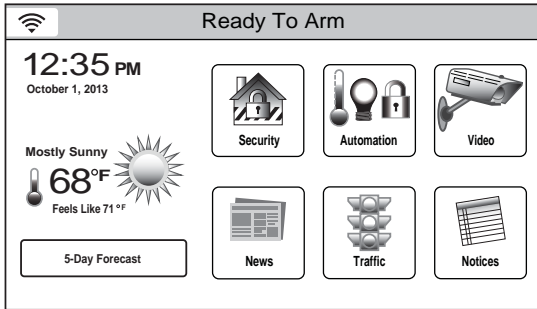 Ready To Arm
12:35 PM
October 1, 2013
Mostly Sunny
68°F
Feels Like 71°F
5-Day Forecast
Security
Automation
Video
News
Traffic
Notices